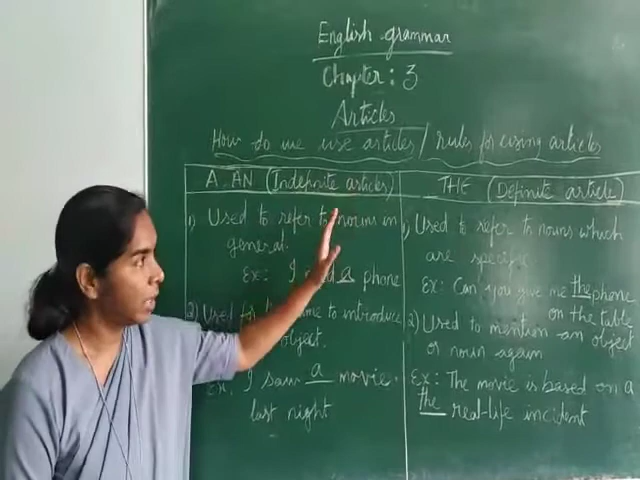 English grammar
Chapter : 3
Articles
How do we use articles / rules for using articles
A AN (Indefinite articles)
1) Used to refer to nouns in
general.
Ex: I a phone
2) Used for time to introduce
object.
Ex: I saw a movie.
last night
THE (Definite article)
1) Used to refer to nouns which
are specific
Ex: Can you give me the phone
on the table
2) Used to mention an object
or noun again
Ex: The movie is based on a
the real-life incident